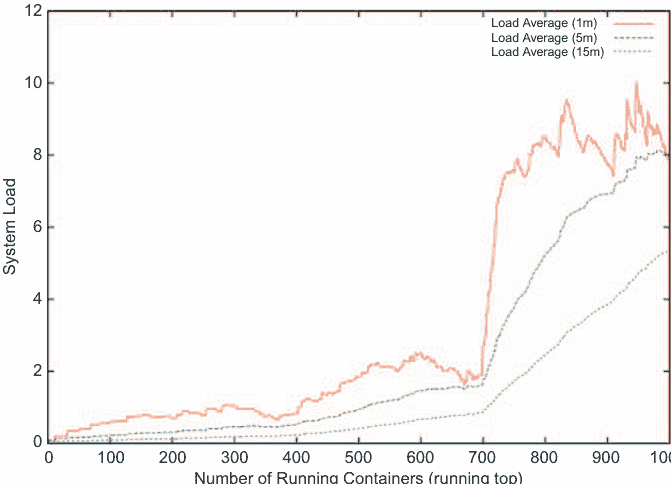 12
10
8
6
4
2
0
System Load
Load Average (1m)
Load Average (5m)
Load Average (15m)
0 100 200 300 400 500 600 700 800 900 100
Number of Running Containers (running top)